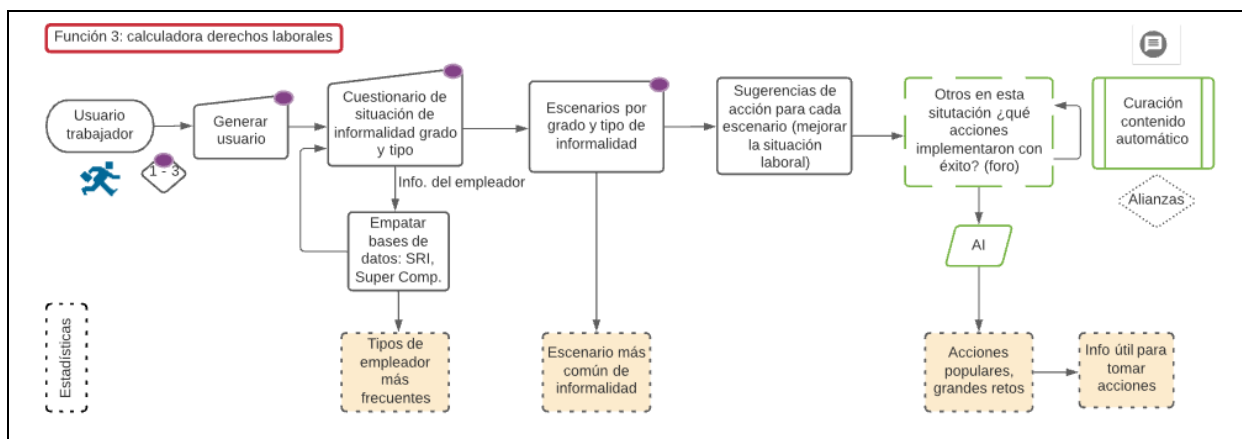 Función 3: calculadora derechos laborales
Usuario
trabajador
1 - 3
Generar
usuario
Cuestionario de
situación de
informalidad grado
y tipo
Info. del empleador
Empatar
bases de
datos: SRI,
Super Comp.
Escenarios por
grado y tipo de
informalidad
Sugerencias de
acción para cada
escenario (mejorar
la situación
laboral)
Otros en esta
situtación ¿qué
acciones
implementaron con
éxito? (foro)
Curación
contenido
automático
Alianzas
AI
Estadísticas
Tipos de
empleador más
frecuentes
Escenario más
común de
informalidad
Acciones
populares,
grandes retos
Info útil para
tomar
acciones